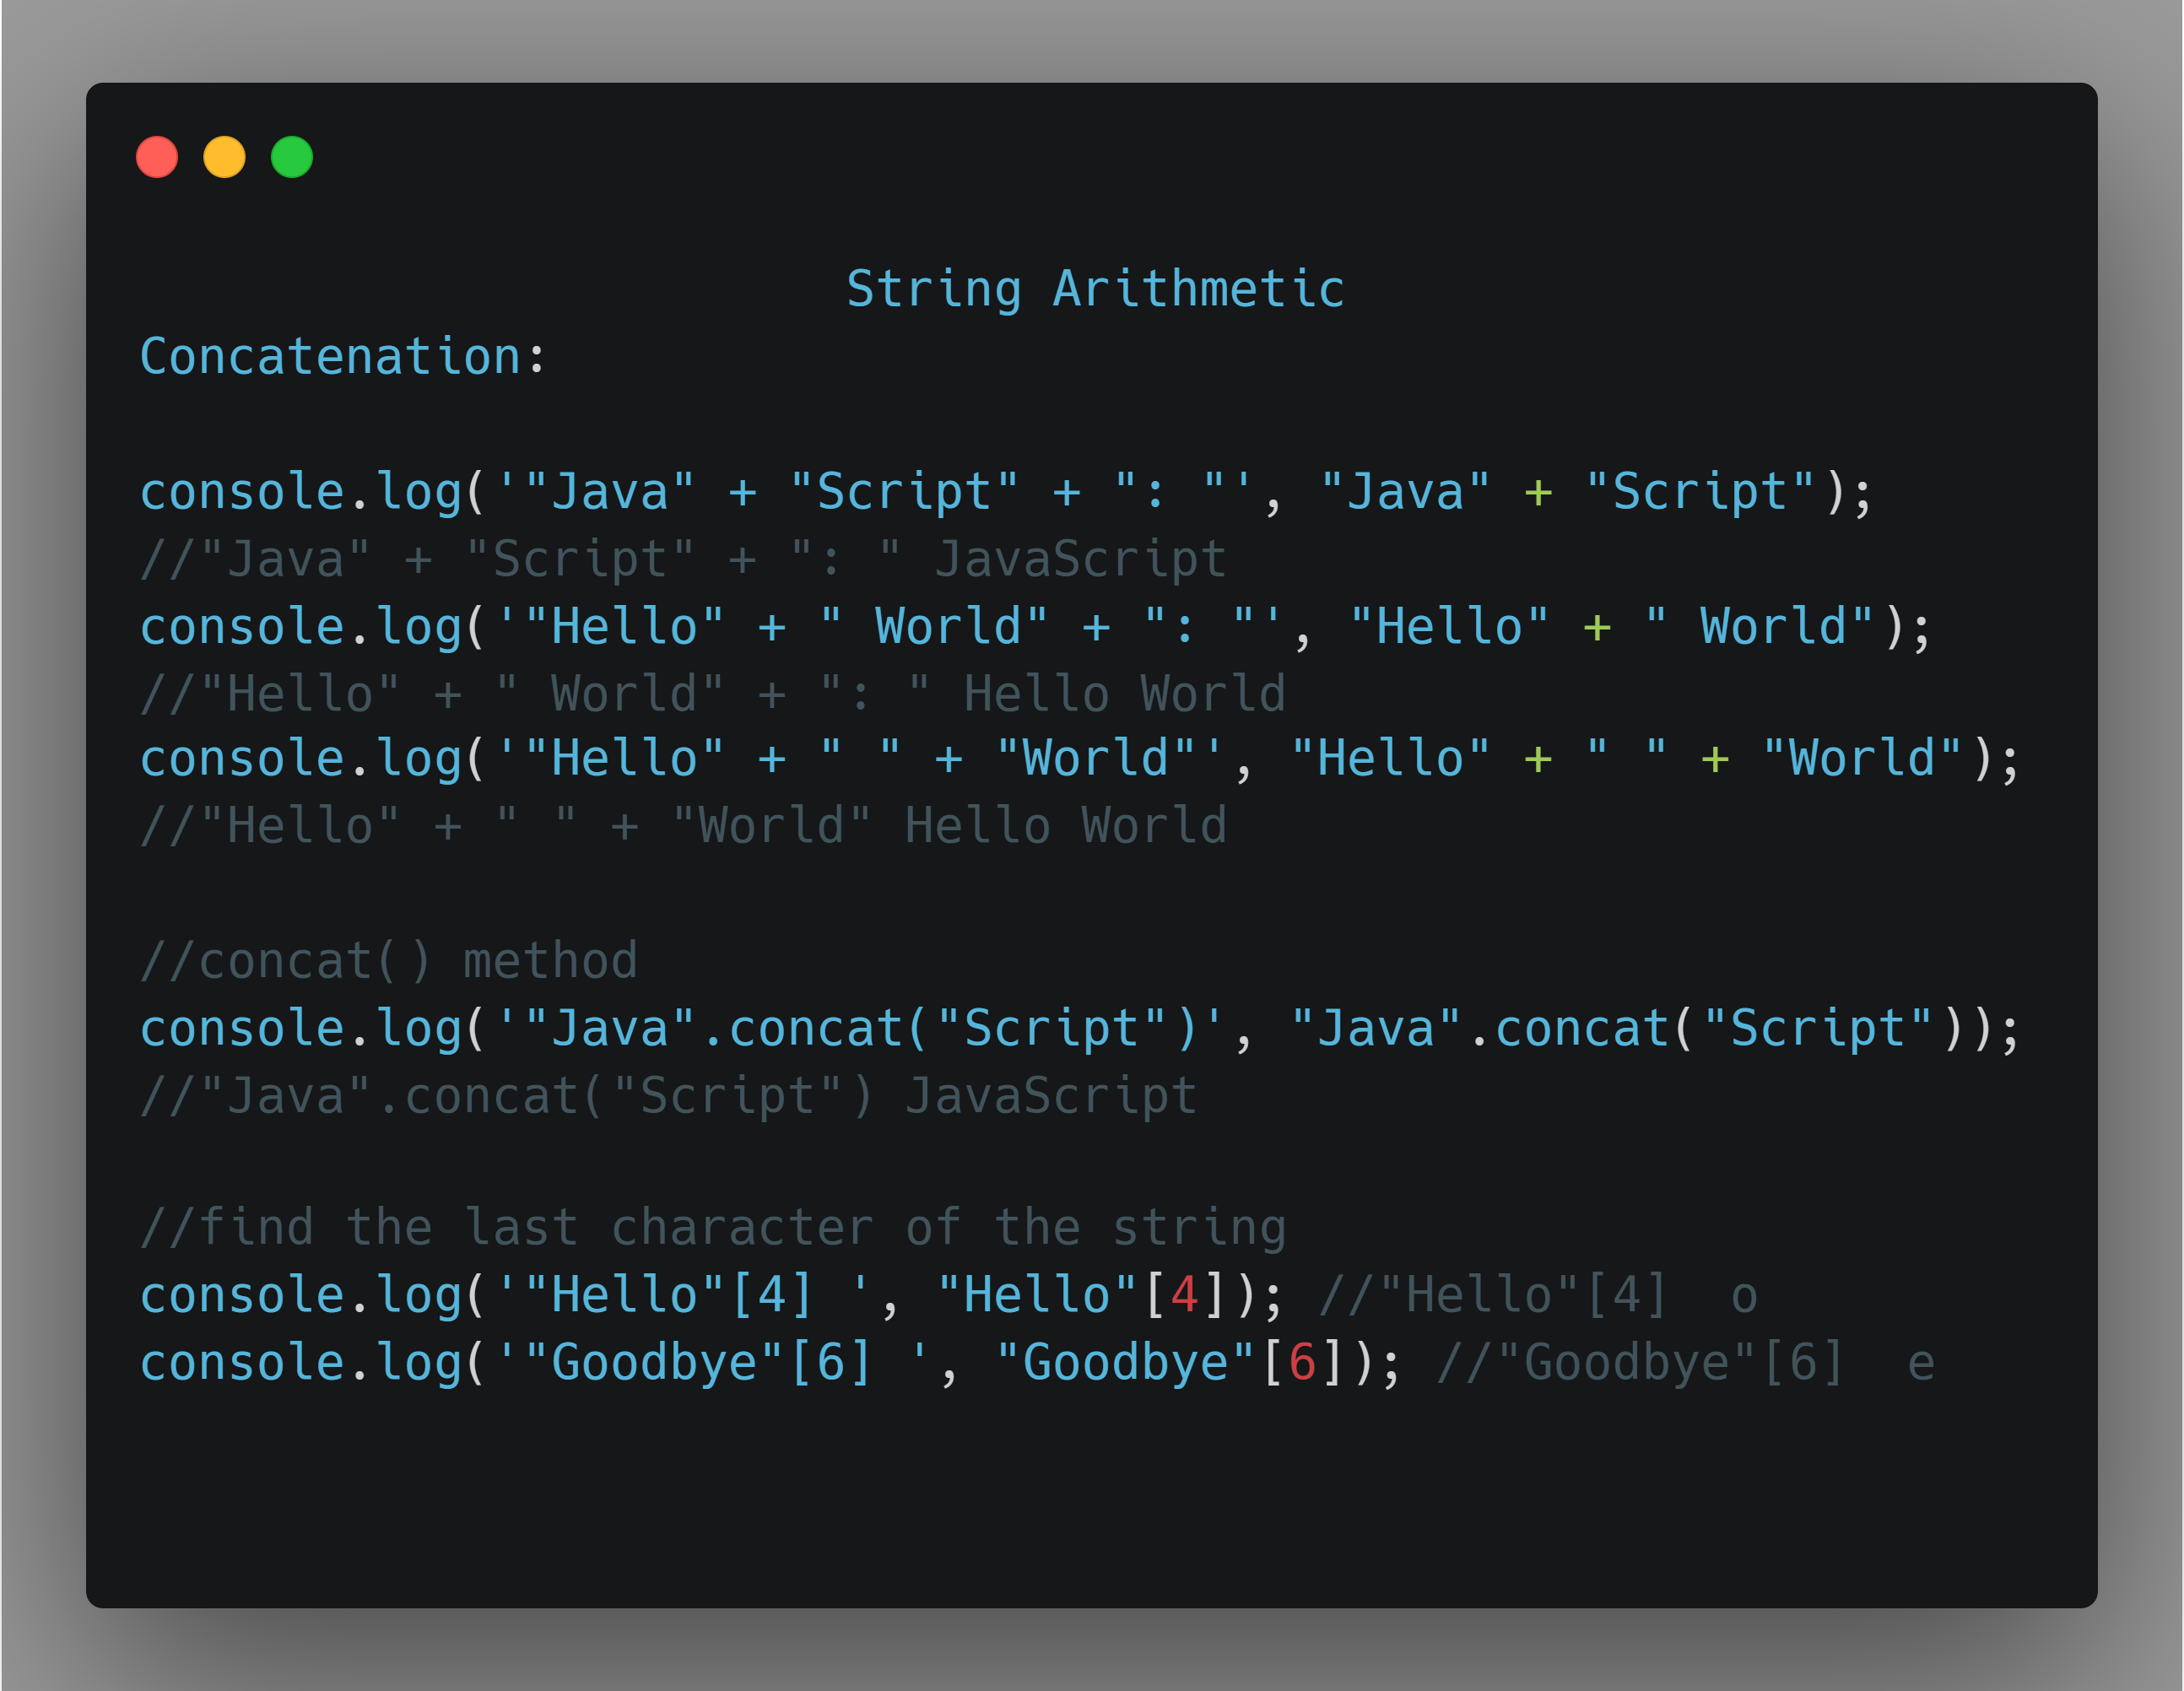 String Arithmetic
Concatenation:
console.log('"Java" + "Script" + ": "', "Java" + "Script");
//"Java" + "Script" + ": " JavaScript
console.log('"Hello" + " World" + ": "', "Hello" + " World");
//"Hello" + " World" + ": " Hello World
console.log('"Hello" + " " + "World"', "Hello" + " " + "World");
//"Hello" + " " + "World" Hello World
//concat() method
console.log('"Java".concat("Script")', "Java".concat("Script"));
//"Java".concat("Script") JavaScript
//find the last character of the string
console.log('"Hello"[4] ', "Hello"[4]); //"Hello"[4]  o
console.log('"Goodbye"[6] ', "Goodbye"[6]); //"Goodbye"[6]  e